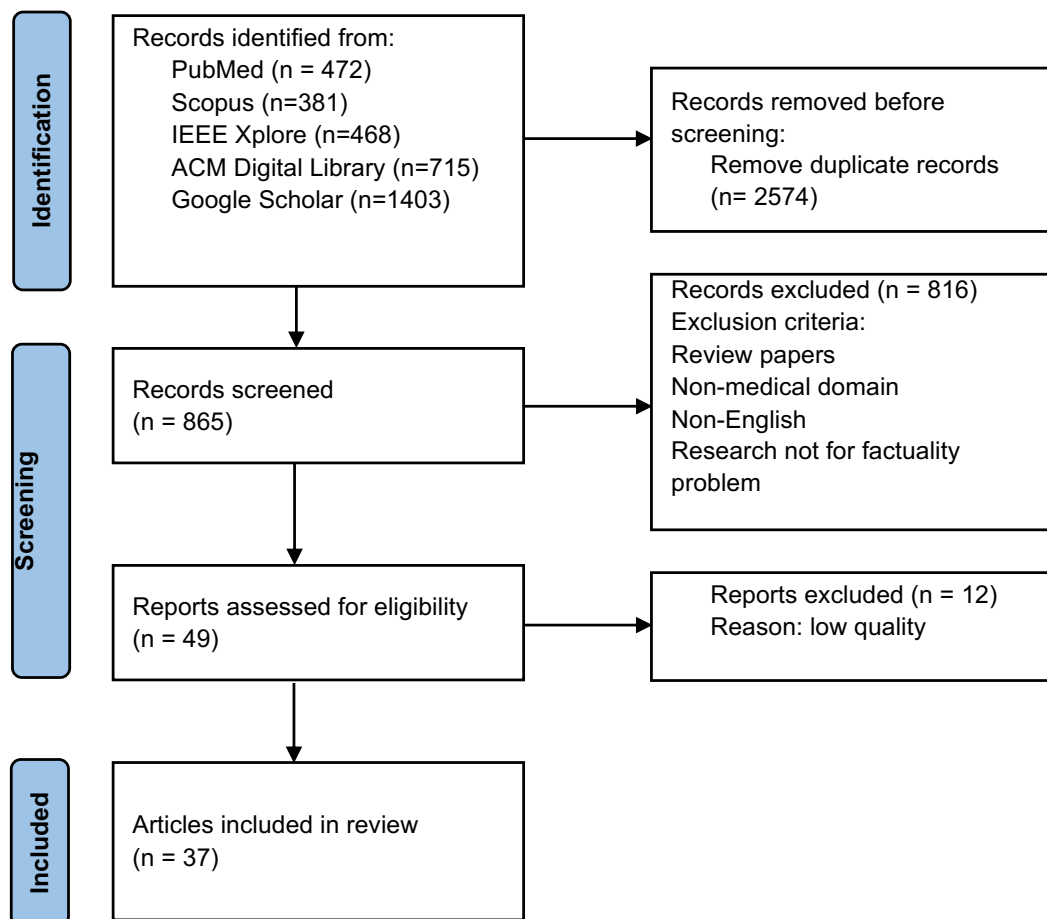 Identification
Records identified from:
PubMed (n = 472)
Scopus (n=381)
IEEE Xplore (n=468)
ACM Digital Library (n=715)
Google Scholar (n=1403)
Records removed before
screening:
Remove duplicate records
(n= 2574)
Screening
Records screened
(n = 865)
Records excluded (n = 816)
Exclusion criteria:
Review papers
Non-medical domain
Non-English
Research not for factuality
problem
Reports assessed for eligibility
(n = 49)
Reports excluded (n = 12)
Reason: low quality
Included
Articles included in review
(n = 37)